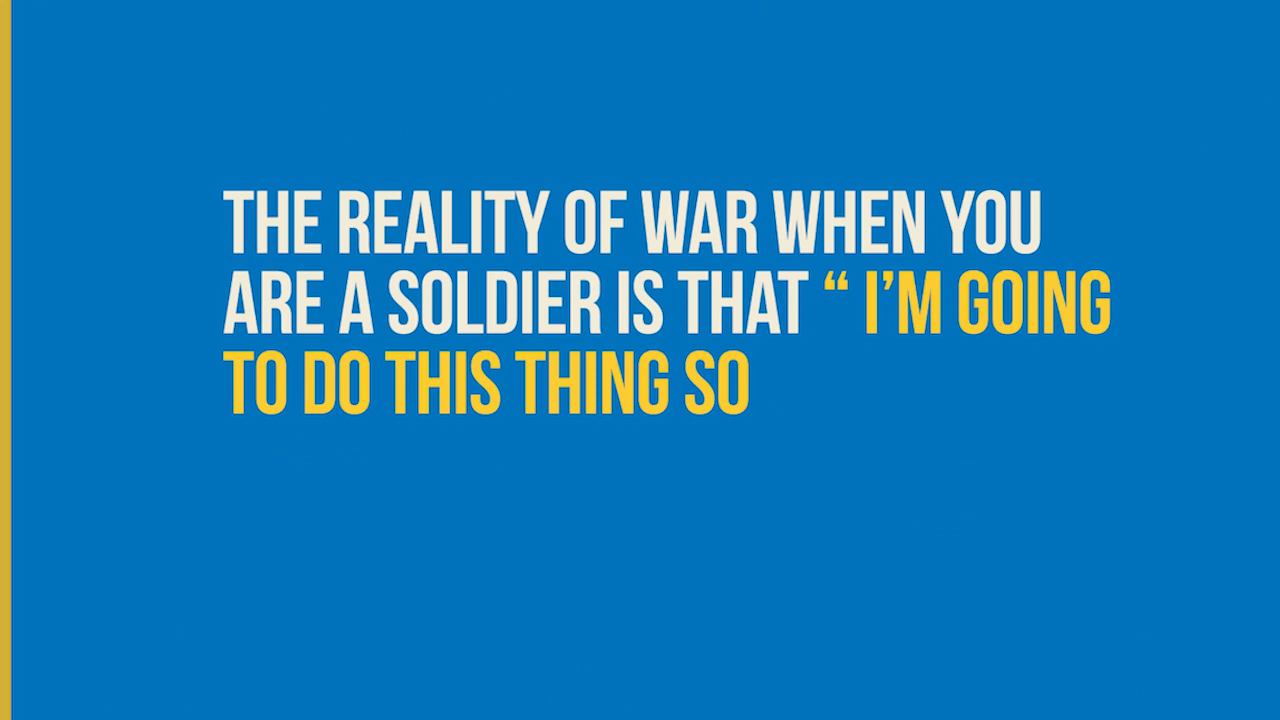 THE REALITY OF WAR WHEN YOU
ARE A SOLDIER IS THAT “ I’M GOING
TO DO THIS THING SO